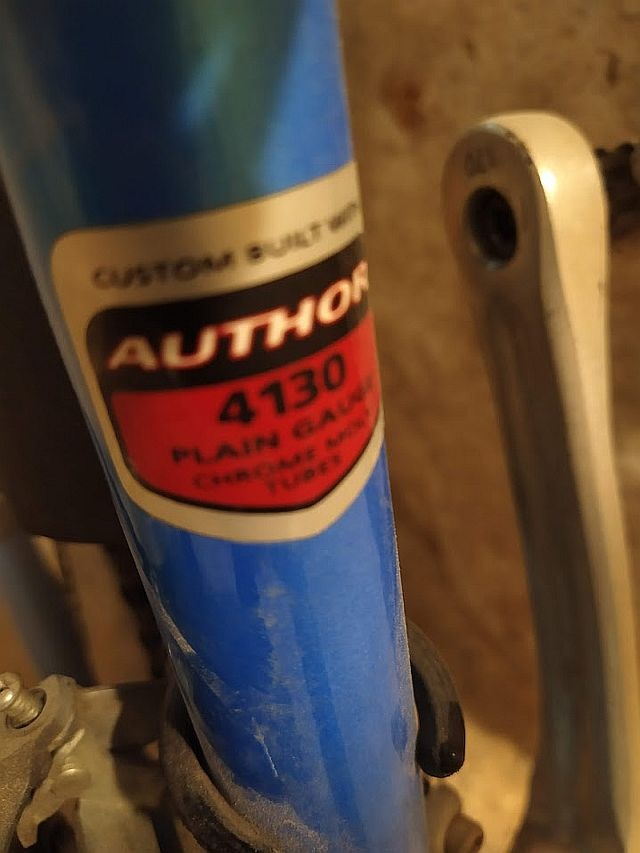 CUSTOM BUILT WITH
AUTHOR
4130
PLAIN GAUGE
CHROME MOLY
TUBES